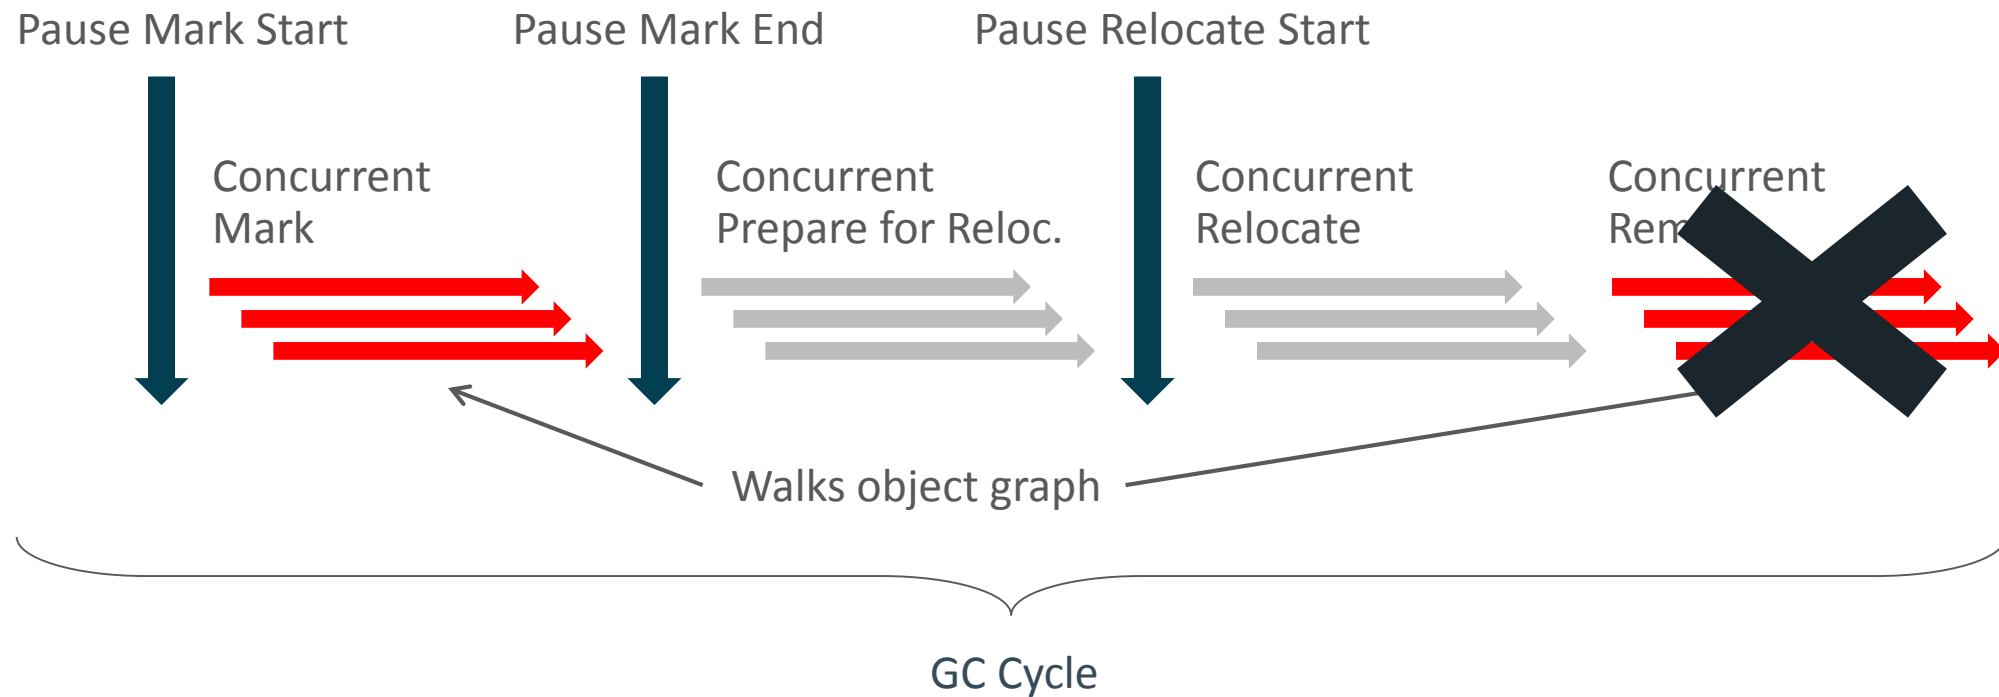 Pause Mark Start
Pause Mark End
Pause Relocate Start
Concurrent
Mark
Concurrent
Prepare for Reloc.
Concurrent
Relocate
Concurrent
Walks object graph
GC Cycle